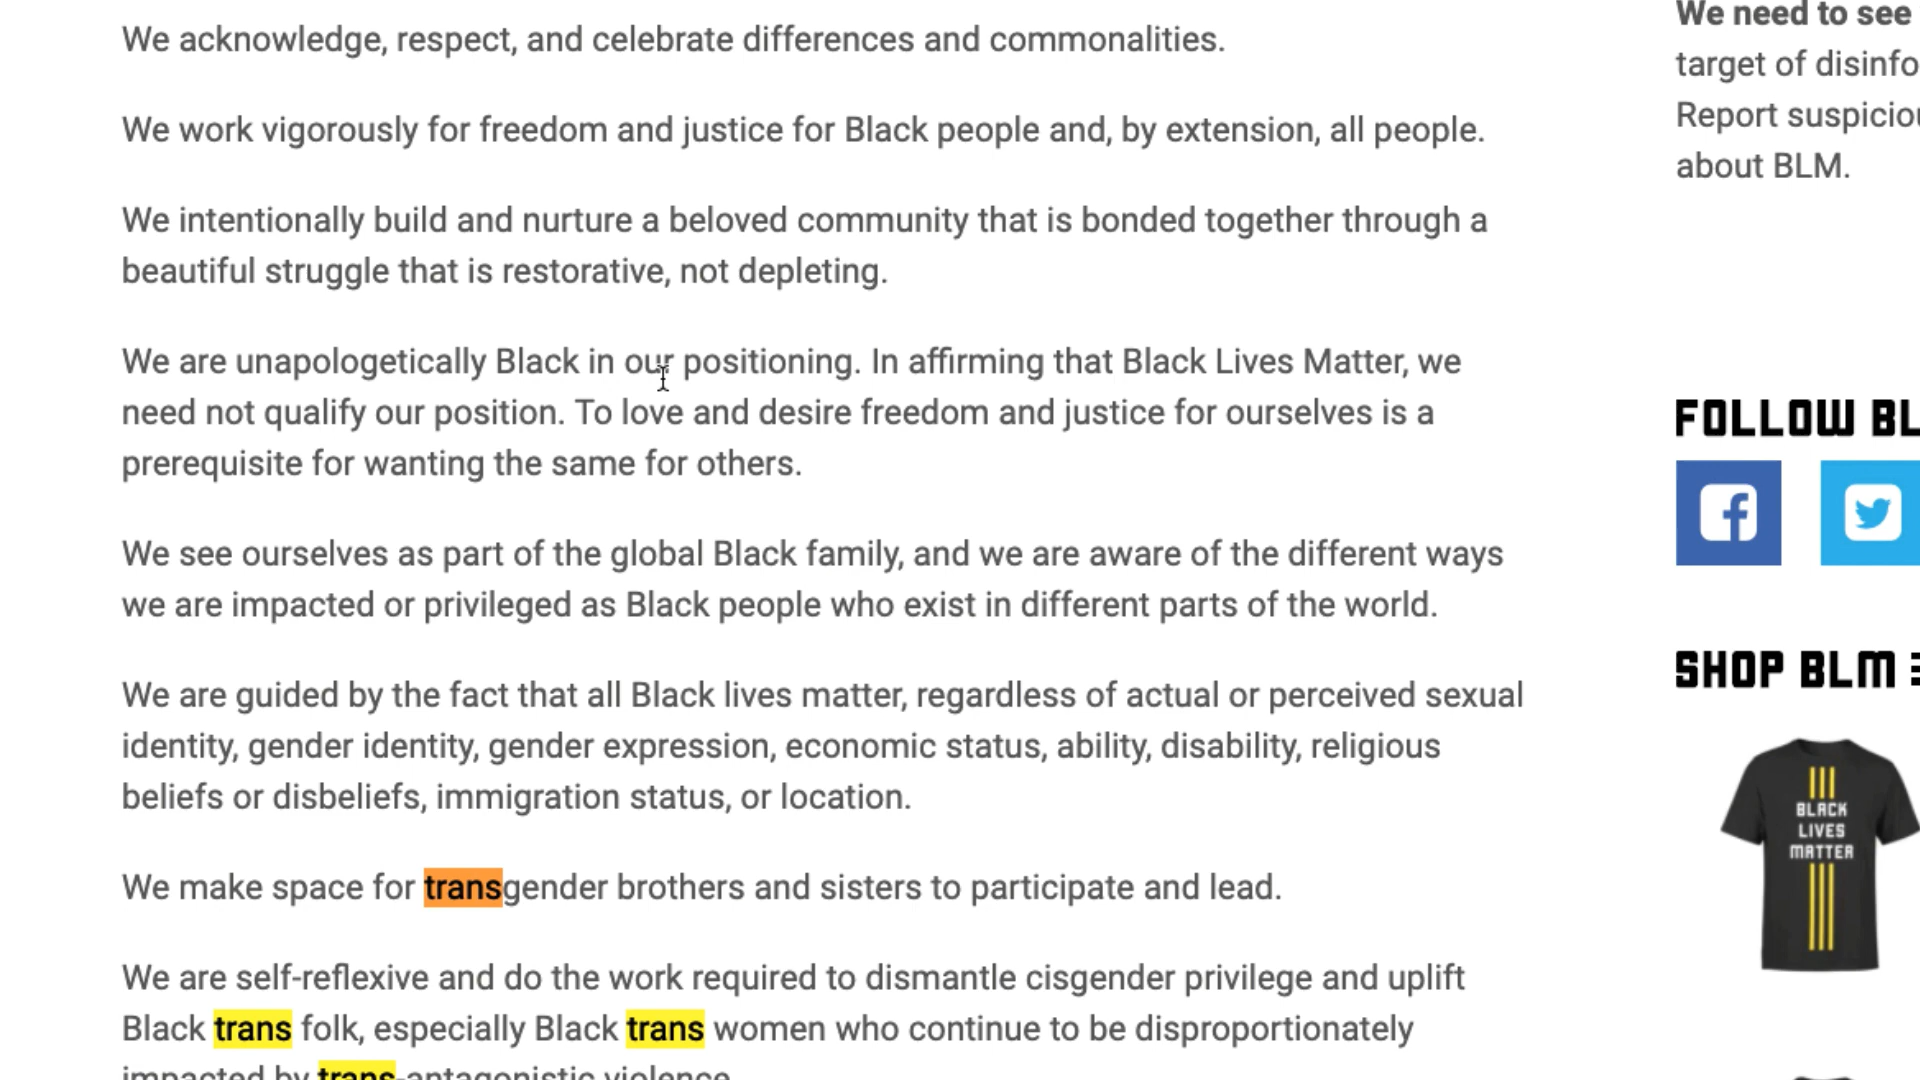 We acknowledge, respect, and celebrate differences and commonalities.
We work vigorously for freedom and justice for Black people and, by extension, all people.
We intentionally build and nurture a beloved community that is bonded together through a
beautiful struggle that is restorative, not depleting.
We are unapologetically Black in our positioning. In affirming that Black Lives Matter, we
need not qualify our position. To love and desire freedom and justice for ourselves is a
prerequisite for wanting the same for others.
We see ourselves as part of the global Black family, and we are aware of the different ways
we are impacted or privileged as Black people who exist in different parts of the world.
We are guided by the fact that all Black lives matter, regardless of actual or perceived sexual
identity, gender identity, gender expression, economic status, ability, disability, religious
beliefs or disbeliefs, immigration status, or location.
We make space for transgender brothers and sisters to participate and lead.
We are self-reflexive and do the work required to dismantle cisgender privilege and uplift
Black trans folk, especially Black trans women who continue to be disproportionately
impacted by trans-antagonistic violence.
We need to see
target of disinfo
Report suspiciou
about BLM.
FOLLOW BL
SHOP BLM
BLACK
LIVES
MATTER